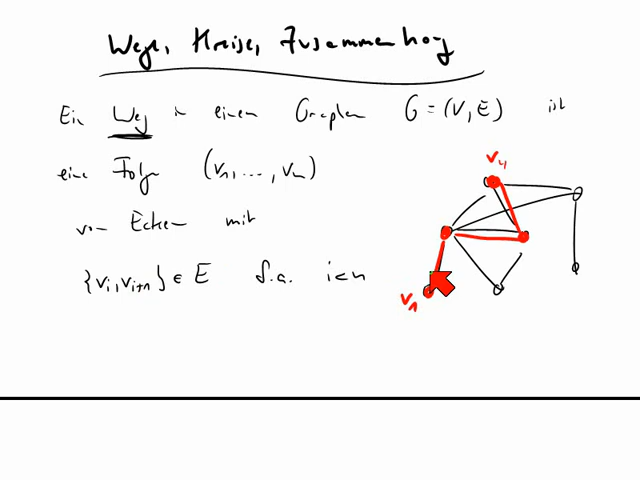 Wege, Kreise, Zusammenhang
Ein Weg in einem Graphen G = (V, E) ist
eine Folge (v₁, ..., vₙ)
von Ecken mit
{vᵢ, vᵢ₊₁} ∈ E f.a. i<n
v₄
v₁